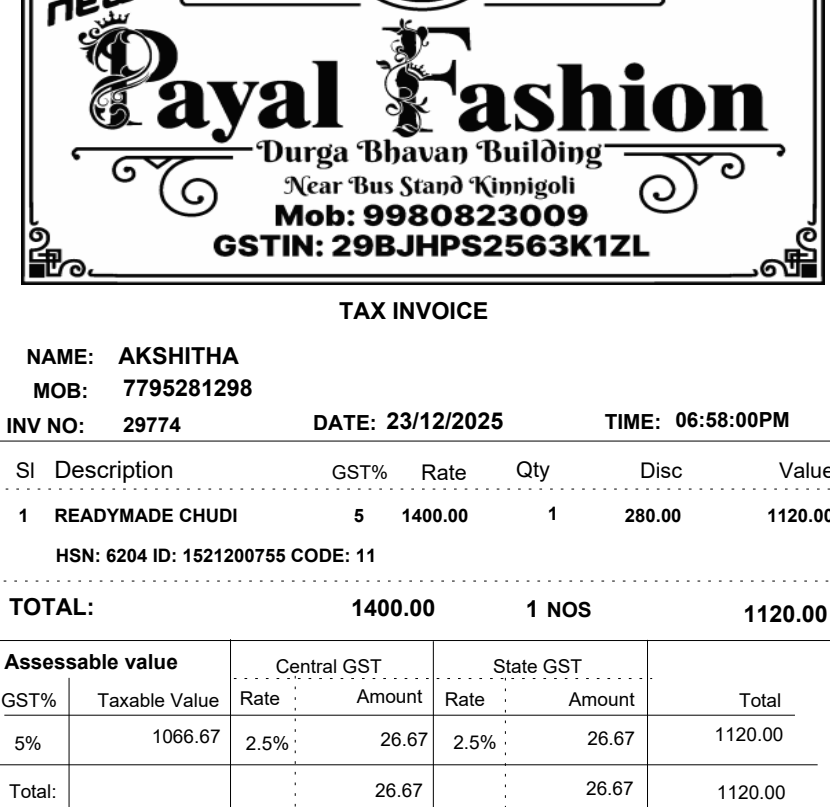 new
Payal Fashion
Durga Bhavan Building
Near Bus Stand Kinnigoli
Mob: 9980823009
GSTIN: 29BJHPS2563K1ZL
TAX INVOICE
NAME: AKSHITHA
MOB: 7795281298
INV NO: 29774 DATE: 23/12/2025 TIME: 06:58:00PM
Sl Description GST% Rate Qty Disc Value
1 READYMADE CHUDI 5 1400.00 1 280.00 1120.00
HSN: 6204 ID: 1521200755 CODE: 11
TOTAL: 1400.00 1 NOS 1120.00
Assessable value Central GST State GST
GST% Taxable Value Rate Amount Rate Amount Total
5% 1066.67 2.5% 26.67 2.5% 26.67 1120.00
Total: 26.67 26.67 1120.00